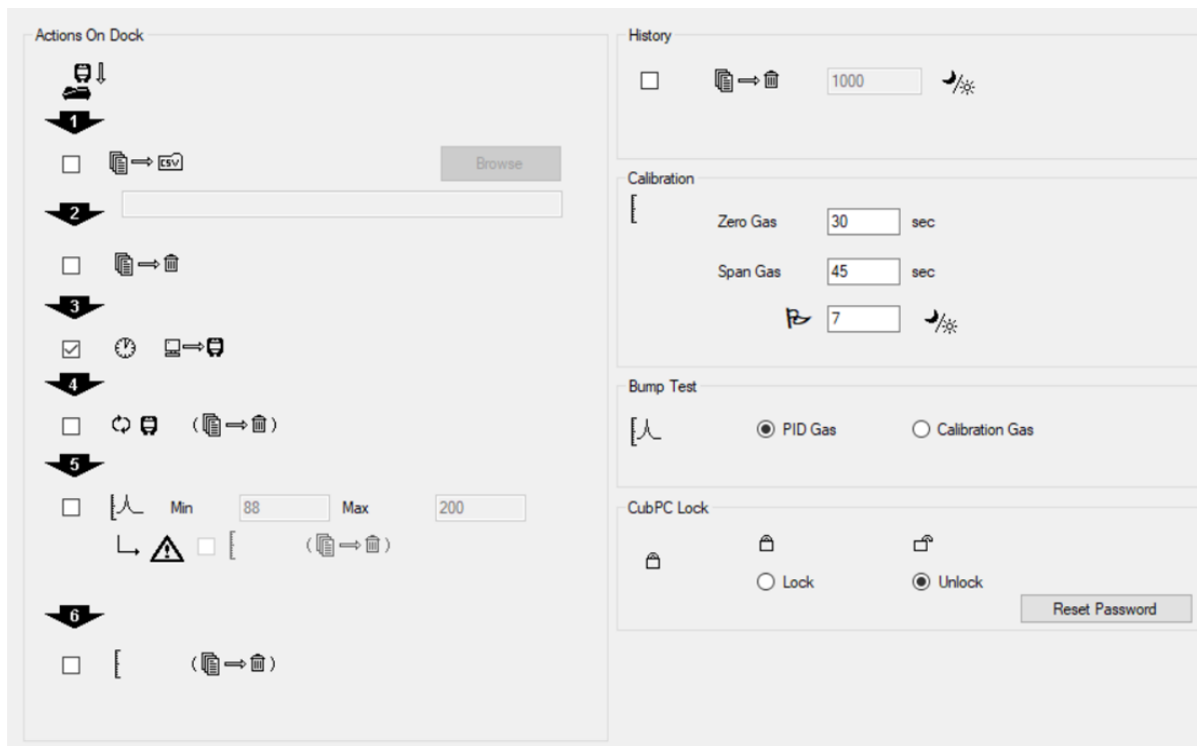 Actions On Dock
1
CSV
Browse
2
3
4
5
Min 88 Max 200
6
History
1000
Calibration
Zero Gas 30 sec
Span Gas 45 sec
7
Bump Test
PID Gas Calibration Gas
CubPC Lock
Lock Unlock
Reset Password